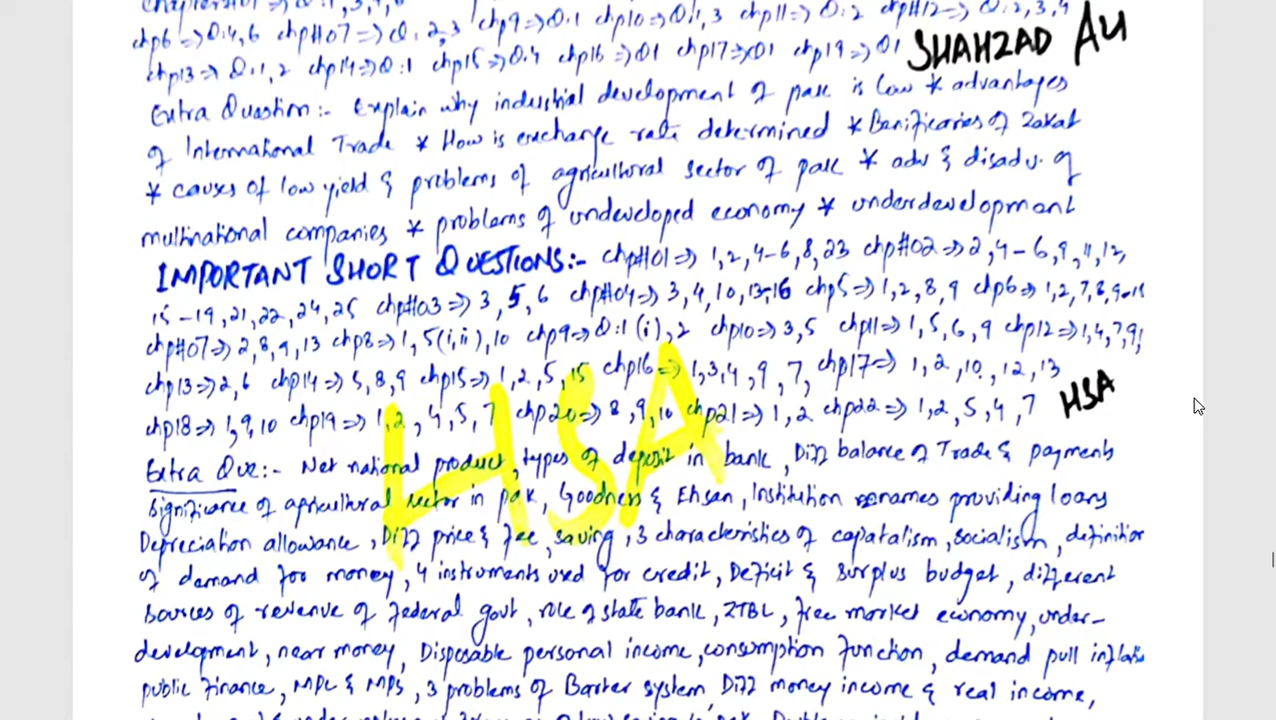 chp6=>Q:4,6 chp#07=>Q:2,3 chp9=>Q:1 chp10=>Q:1,3 chp11=>Q:2 chp#12=>Q:2,3,4
chp13=>Q:1,2 chp14=>Q:1 chp15=>Q:4 chp16=>Q1 chp17=>Q1 chp19=>Q1 SHAHZAD
Extra Question:- Explain why industrial development of pak is low * advantages
of International Trade * How is exchange rate determined * Benificaries of Zakat
* causes of low yield & problems of agricultural sector of pak * adv & disadv. of
multinational companies * problems of undeveloped economy * underdevelopment
IMPORTANT SHORT QUESTIONS:- chp#01=> 1,2,4-6,8,23 chp#02=>2,4-6,9,11,12,
15-19,21,22,24,25 chp#03=> 3,5,6 chp#04=> 3,4,10,13-16 chp5=>1,2,8,9 chp6=>1,2,7,8,9-15
chp#07=>2,8,9,13 chp8=>1,5(i,ii),10 chp9=>Q:1(i),2 chp10=>3,5 chp11=>1,5,6,9 chp12=>1,4,7,9,
chp13=>2,6 chp14=>5,8,9 chp15=>1,2,5,15 chp16=>1,3,4,9,7, chp17=> 1,2,10,12,13
chp18=>1,9,10 chp19=> 1,2,4,5,7 chp20=>8,9,10 chp21=>1,2 chp22=>1,2,5,4,7 HSA
HSA
Extra Que:- Net national product, types of deposit in bank, Diff balance of Trade & payments
Significance of agricultural sector in pak, Goodness & Ehsan, Institution names providing loans
Depreciation allowance, Diff price & fee, saving, 3 characteristics of capatalism, socialism, definition
of demand for money, 4 instruments used for credit, Deficit & surplus budget, different
sources of revenue of federal govt, role of state bank, ZTBL, free market economy, under-
development, near money, Disposable personal income, consumption function, demand pull inflatio
public finance, MPC & MPS, 3 problems of Barter system, Diff money income & real income,